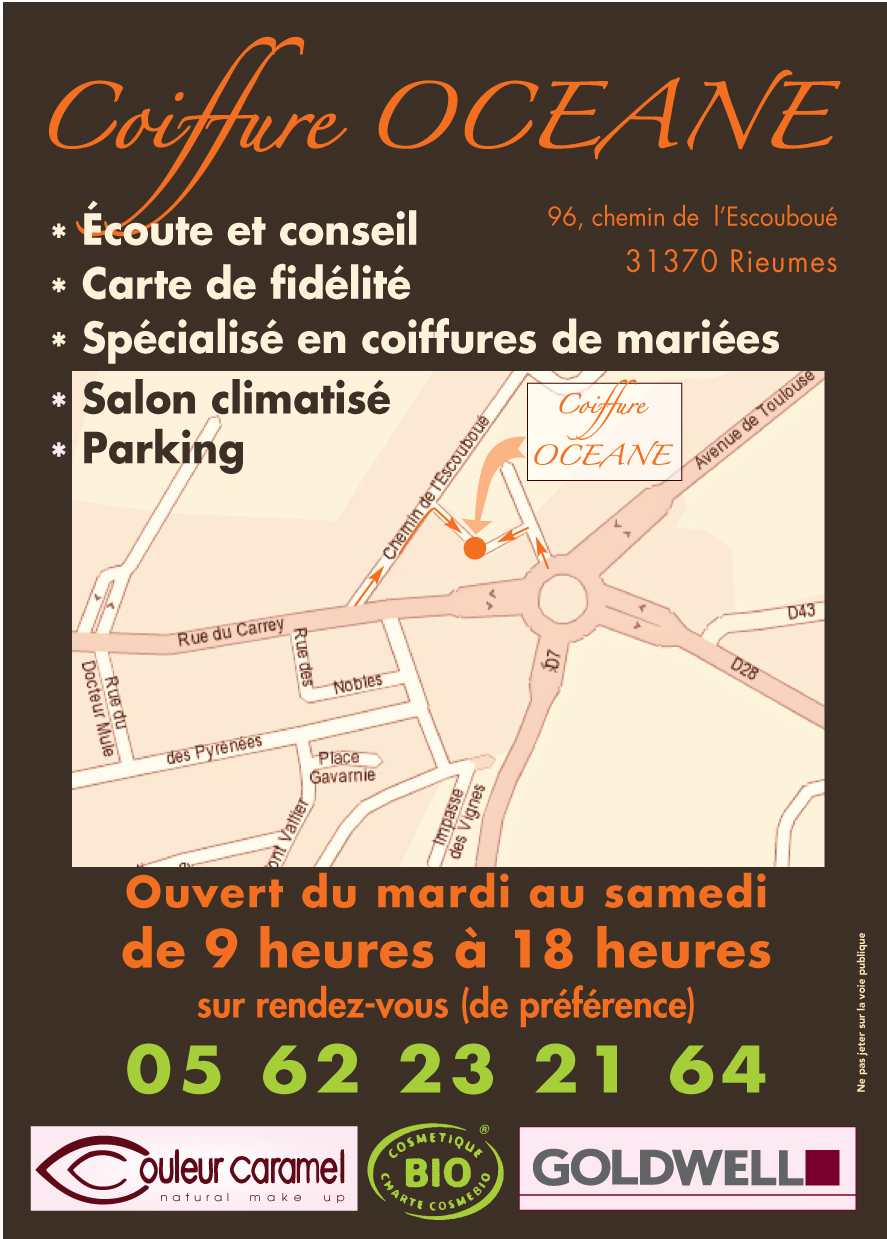 Coiffure OCEANE
96, chemin de l'Escouboué
31370 Rieumes
* Écoute et conseil
* Carte de fidélité
* Spécialisé en coiffures de mariées
* Salon climatisé
* Parking
Coiffure
OCEANE
Chemin de l'Escouboué
Avenue de Toulouse
Rue du Carrey
Rue des
Nobles
D7
D43
D28
Rue du
Docteur Mule
des Pyrénées
Place
Gavarnie
ont Vallier
Impasse
des Vignes
e
Ouvert du mardi au samedi
de 9 heures à 18 heures
sur rendez-vous (de préférence)
05 62 23 21 64
Ne pas jeter sur la voie publique
Couleur caramel
natural make up
COSMETIQUE ®
BIO
CHARTE COSMEBIO
GOLDWELL